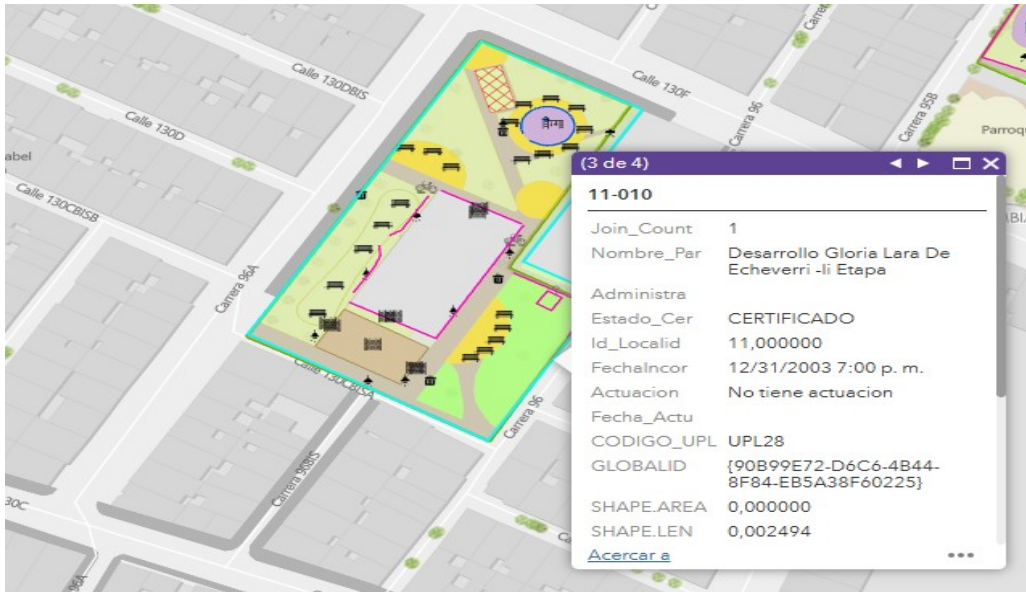 Calle 130DBIS
Calle 130F
Carrera 96
Carrera 95B
Calle 130D
Parroq
abel
Calle 130CBISB
Carrera 96A
Calle 130CBISA
Carrera 96
Carrera 90BIS
30C
96A
Ca
(3 de 4)
11-010
Join_Count 1
Nombre_Par Desarrollo Gloria Lara De
Echeverri -Ii Etapa
Administra
Estado_Cer CERTIFICADO
Id_Localid 11,000000
FechaIncor 12/31/2003 7:00 p. m.
Actuacion No tiene actuacion
Fecha_Actu
CODIGO_UPL UPL28
GLOBALID {90B99E72-D6C6-4B44-
8F84-EB5A38F60225}
SHAPE.AREA 0,000000
SHAPE.LEN 0,002494
Acercar a